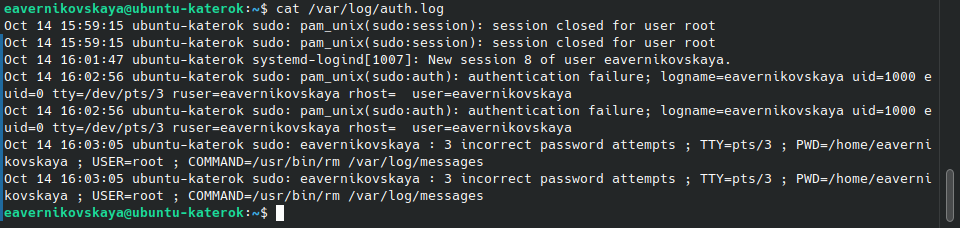 eavernikovskaya@ubuntu-katerok:~$ cat /var/log/auth.log
Oct 14 15:59:15 ubuntu-katerok sudo: pam_unix(sudo:session): session closed for user root
Oct 14 15:59:15 ubuntu-katerok sudo: pam_unix(sudo:session): session closed for user root
Oct 14 16:01:47 ubuntu-katerok systemd-logind[1007]: New session 8 of user eavernikovskaya.
Oct 14 16:02:56 ubuntu-katerok sudo: pam_unix(sudo:auth): authentication failure; logname=eavernikovskaya uid=1000 e
uid=0 tty=/dev/pts/3 ruser=eavernikovskaya rhost=  user=eavernikovskaya
Oct 14 16:02:56 ubuntu-katerok sudo: pam_unix(sudo:auth): authentication failure; logname=eavernikovskaya uid=1000 e
uid=0 tty=/dev/pts/3 ruser=eavernikovskaya rhost=  user=eavernikovskaya
Oct 14 16:03:05 ubuntu-katerok sudo: eavernikovskaya : 3 incorrect password attempts ; TTY=pts/3 ; PWD=/home/eaverni
kovskaya ; USER=root ; COMMAND=/usr/bin/rm /var/log/messages
Oct 14 16:03:05 ubuntu-katerok sudo: eavernikovskaya : 3 incorrect password attempts ; TTY=pts/3 ; PWD=/home/eaverni
kovskaya ; USER=root ; COMMAND=/usr/bin/rm /var/log/messages
eavernikovskaya@ubuntu-katerok:~$